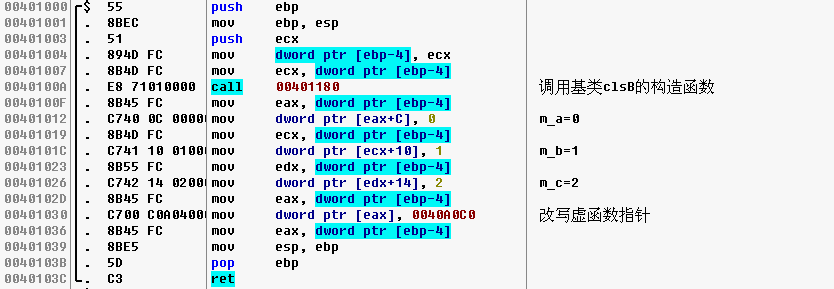 00401000 $ 55 push ebp
00401001 . 8BEC mov ebp, esp
00401003 . 51 push ecx
00401004 . 894D FC mov dword ptr [ebp-4], ecx
00401007 . 8B4D FC mov ecx, dword ptr [ebp-4]
0040100A . E8 71010000 call 00401180 调用基类clsB的构造函数
0040100F . 8B45 FC mov eax, dword ptr [ebp-4]
00401012 . C740 0C 00000 mov dword ptr [eax+C], 0 m_a=0
00401019 . 8B4D FC mov ecx, dword ptr [ebp-4]
0040101C . C741 10 01000 mov dword ptr [ecx+10], 1 m_b=1
00401023 . 8B55 FC mov edx, dword ptr [ebp-4]
00401026 . C742 14 02000 mov dword ptr [edx+14], 2 m_c=2
0040102D . 8B45 FC mov eax, dword ptr [ebp-4]
00401030 . C700 C0A04000 mov dword ptr [eax], 0040A0C0 改写虚函数指针
00401036 . 8B45 FC mov eax, dword ptr [ebp-4]
00401039 . 8BE5 mov esp, ebp
0040103B . 5D pop ebp
0040103C . C3 ret